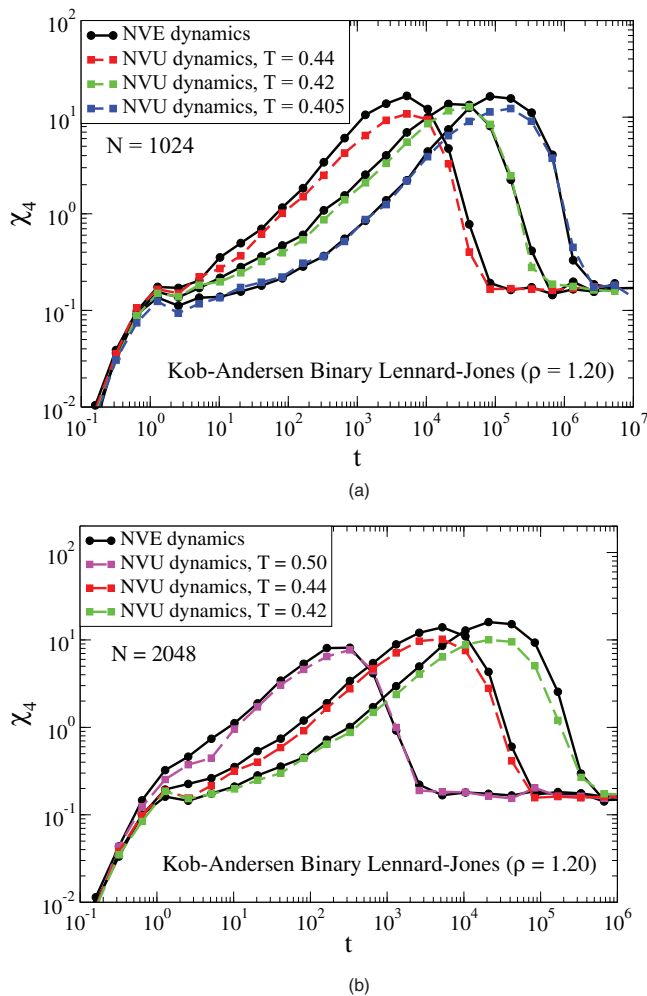 10²
10¹
10⁰
10⁻¹
10⁻²
χ₄
NVE dynamics
NVU dynamics, T = 0.44
NVU dynamics, T = 0.42
NVU dynamics, T = 0.405
N = 1024
Kob-Andersen Binary Lennard-Jones (ρ = 1.20)
10⁻¹ 10⁰ 10¹ 10² 10³ 10⁴ 10⁵ 10⁶ 10⁷
t
(a)
10²
10¹
10⁰
10⁻¹
10⁻²
χ₄
NVE dynamics
NVU dynamics, T = 0.50
NVU dynamics, T = 0.44
NVU dynamics, T = 0.42
N = 2048
Kob-Andersen Binary Lennard-Jones (ρ = 1.20)
10⁻¹ 10⁰ 10¹ 10² 10³ 10⁴ 10⁵ 10⁶
t
(b)